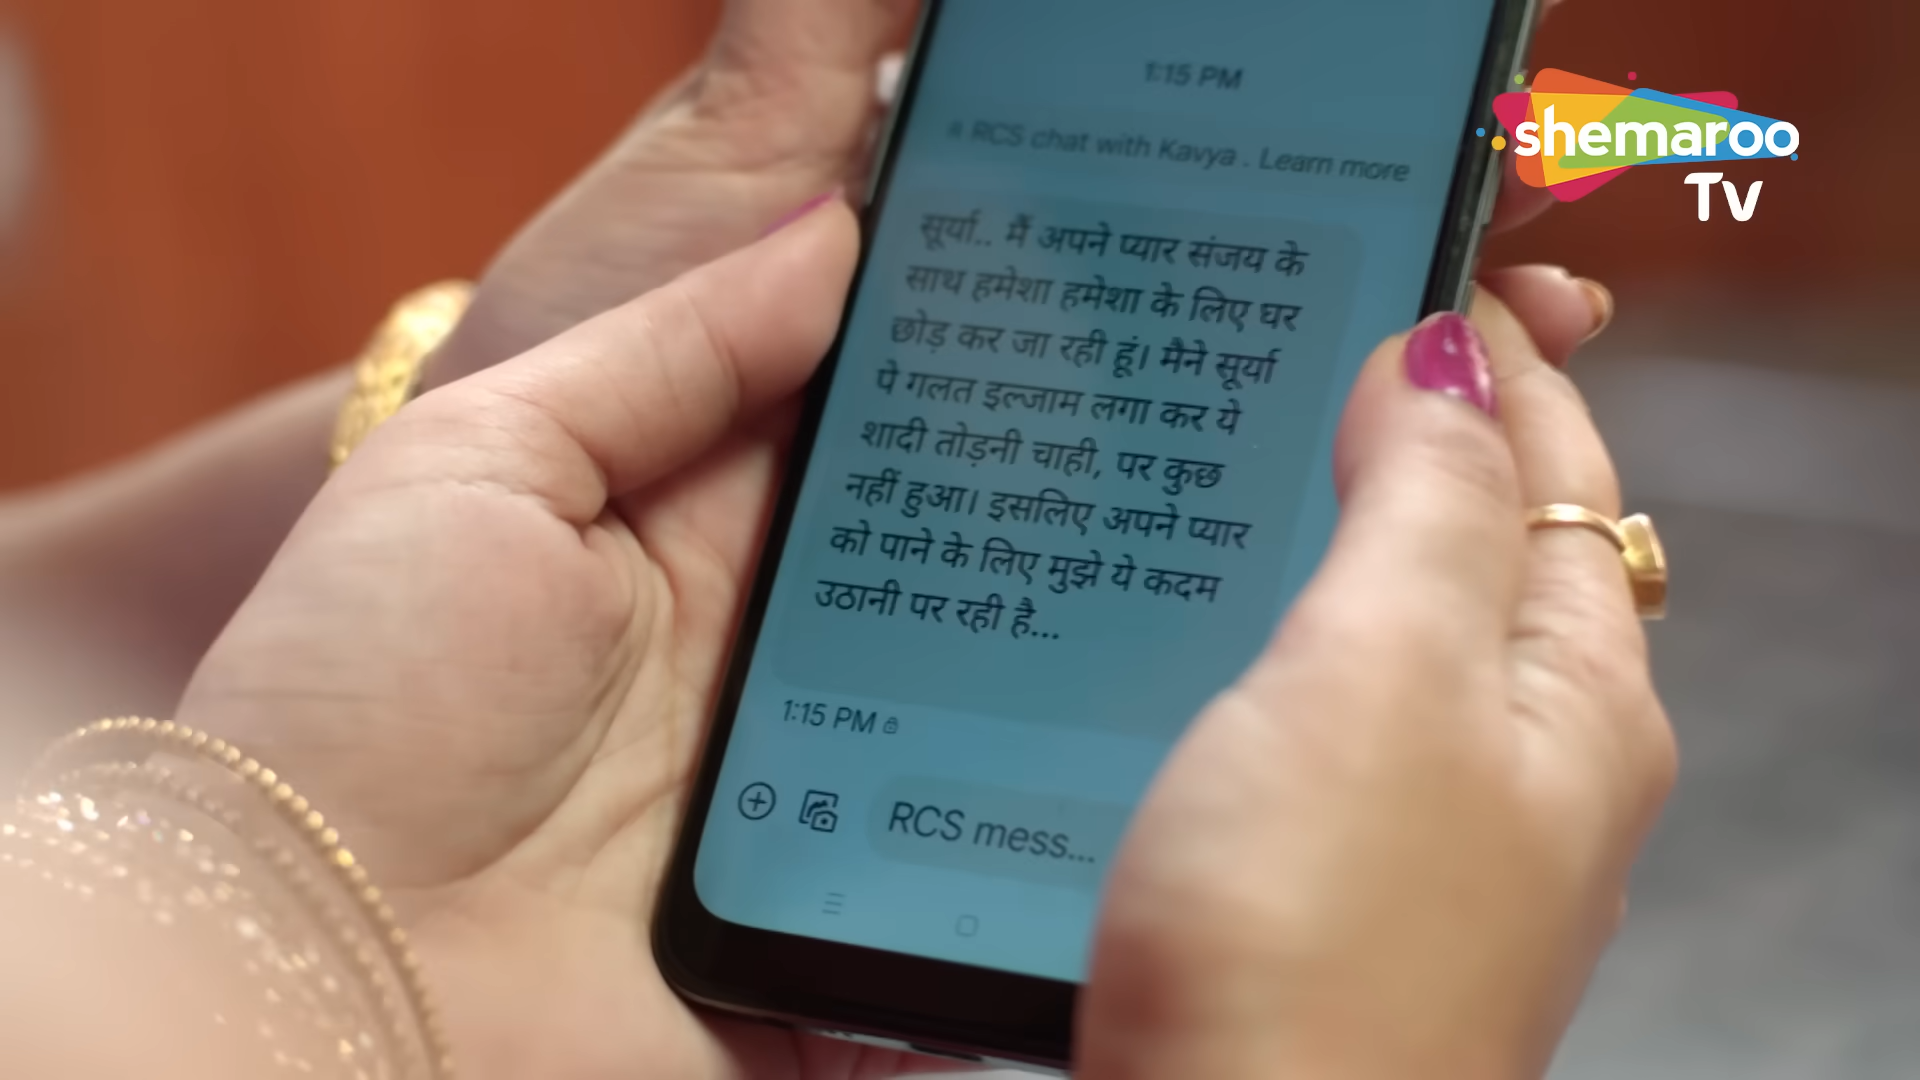 1:15 PM
RCS chat with Kavya . Learn more
shemaroo
Tv
सूर्या.. मैं अपने प्यार संजय के
साथ हमेशा हमेशा के लिए घर
छोड़ कर जा रही हूं। मैने सूर्या
पे गलत इल्जाम लगा कर ये
शादी तोड़नी चाही, पर कुछ
नहीं हुआ। इसलिए अपने प्यार
को पाने के लिए मुझे ये कदम
उठानी पर रही है...
1:15 PM
RCS mess...